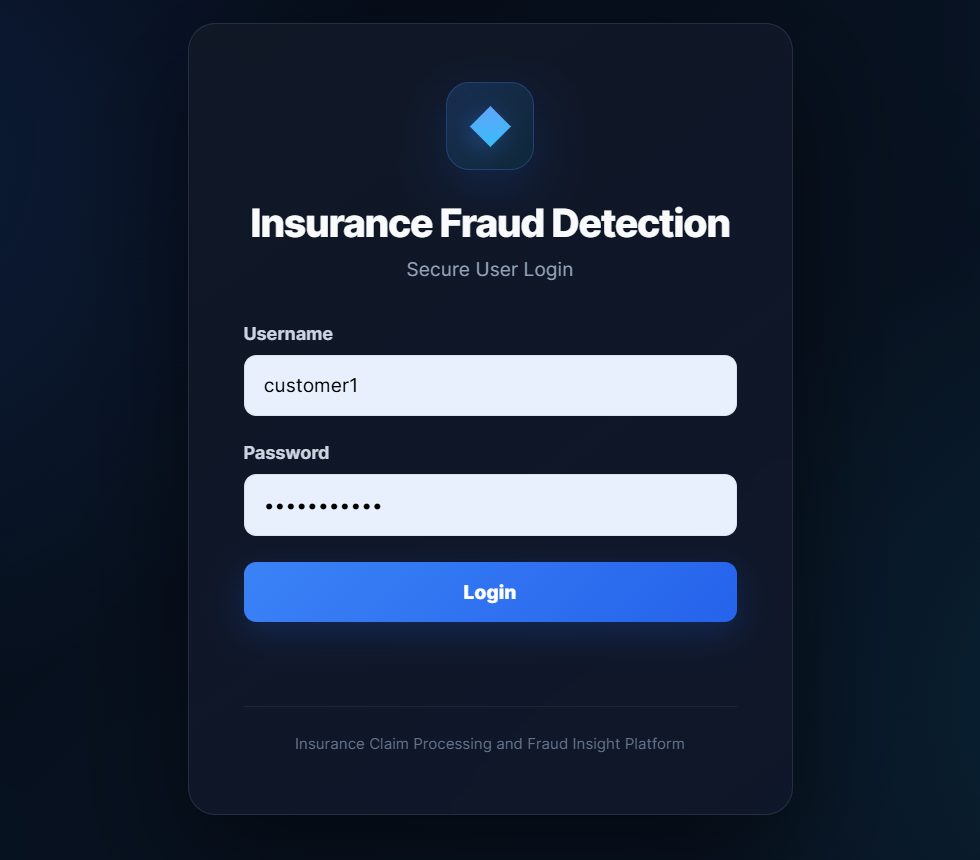 Insurance Fraud Detection
Secure User Login
Username
customer1
Password
•••••••••••
Login
Insurance Claim Processing and Fraud Insight Platform